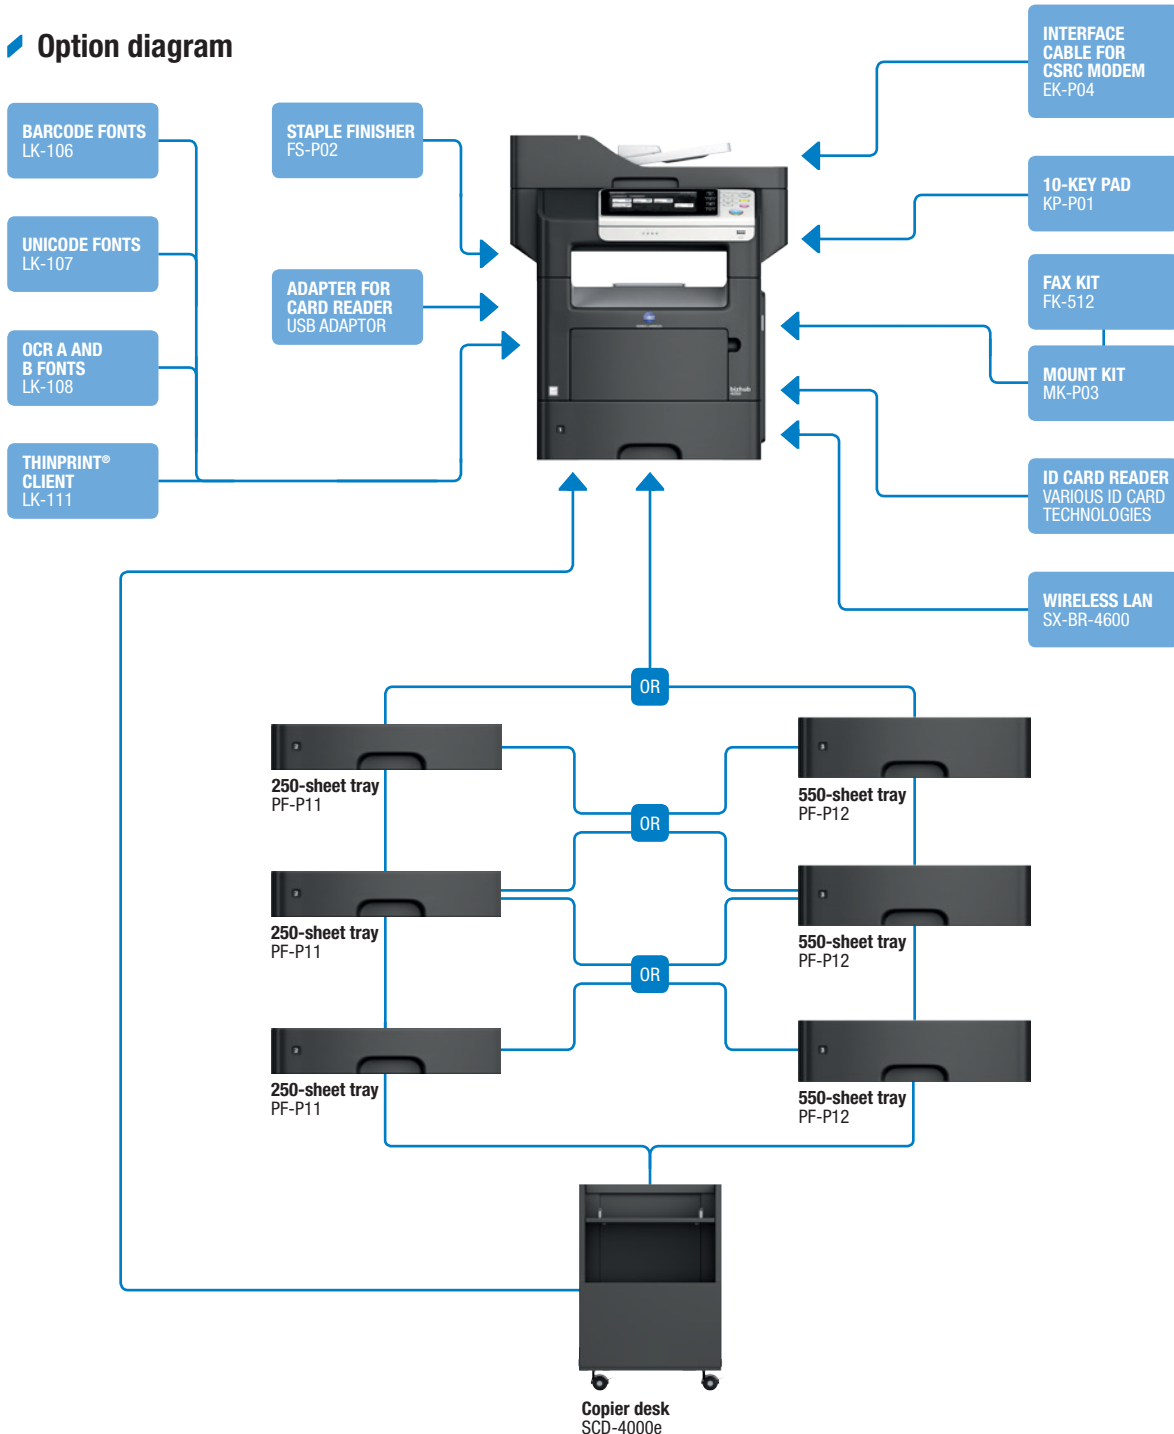 Option diagram
BARCODE FONTS
LK-106
UNICODE FONTS
LK-107
OCR A AND
B FONTS
LK-108
THINPRINT®
CLIENT
LK-111
STAPLE FINISHER
FS-P02
ADAPTER FOR
CARD READER
USB ADAPTOR
bizhub
INTERFACE
CABLE FOR
CSRC MODEM
EK-P04
10-KEY PAD
KP-P01
FAX KIT
FK-512
MOUNT KIT
MK-P03
ID CARD READER
VARIOUS ID CARD
TECHNOLOGIES
WIRELESS LAN
SX-BR-4600
OR
250-sheet tray
PF-P11
550-sheet tray
PF-P12
OR
250-sheet tray
PF-P11
550-sheet tray
PF-P12
OR
250-sheet tray
PF-P11
550-sheet tray
PF-P12
Copier desk
SCD-4000e